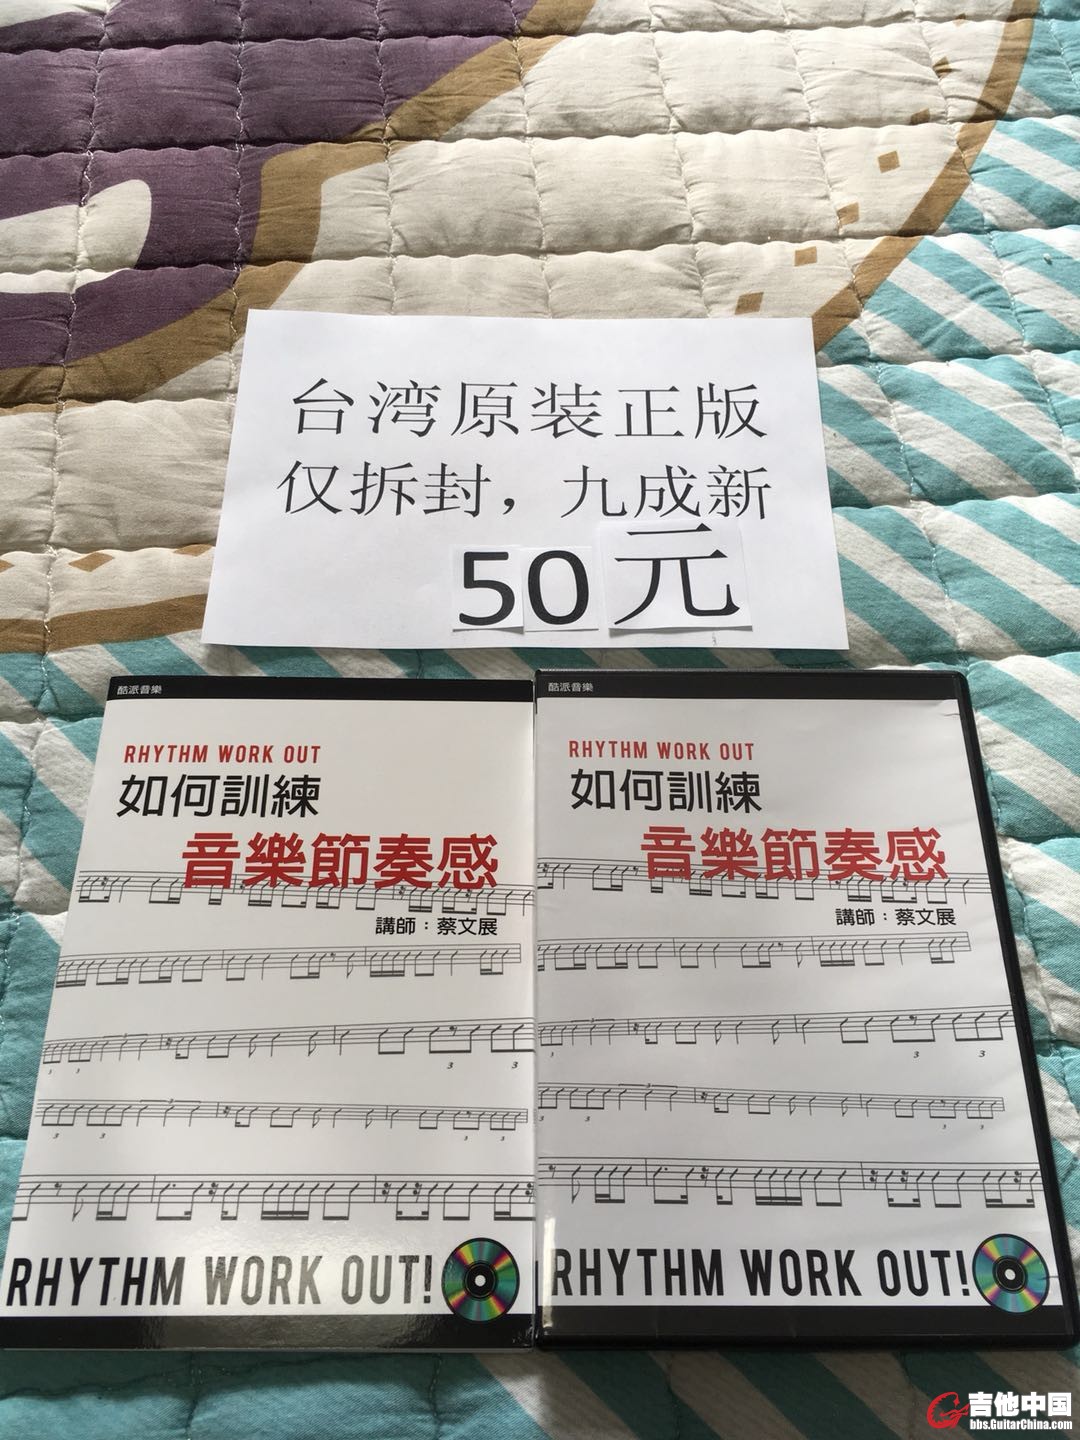 台湾原装正版
仅拆封，九成新
50元
酷派音樂
RHYTHM WORK OUT
如何訓練
音樂節奏感
講師：蔡文展
RHYTHM WORK OUT!
酷派音樂
RHYTHM WORK OUT
如何訓練
音樂節奏感
講師：蔡文展
RHYTHM WORK OUT!
吉他中国
bbs.GuitarChina.com